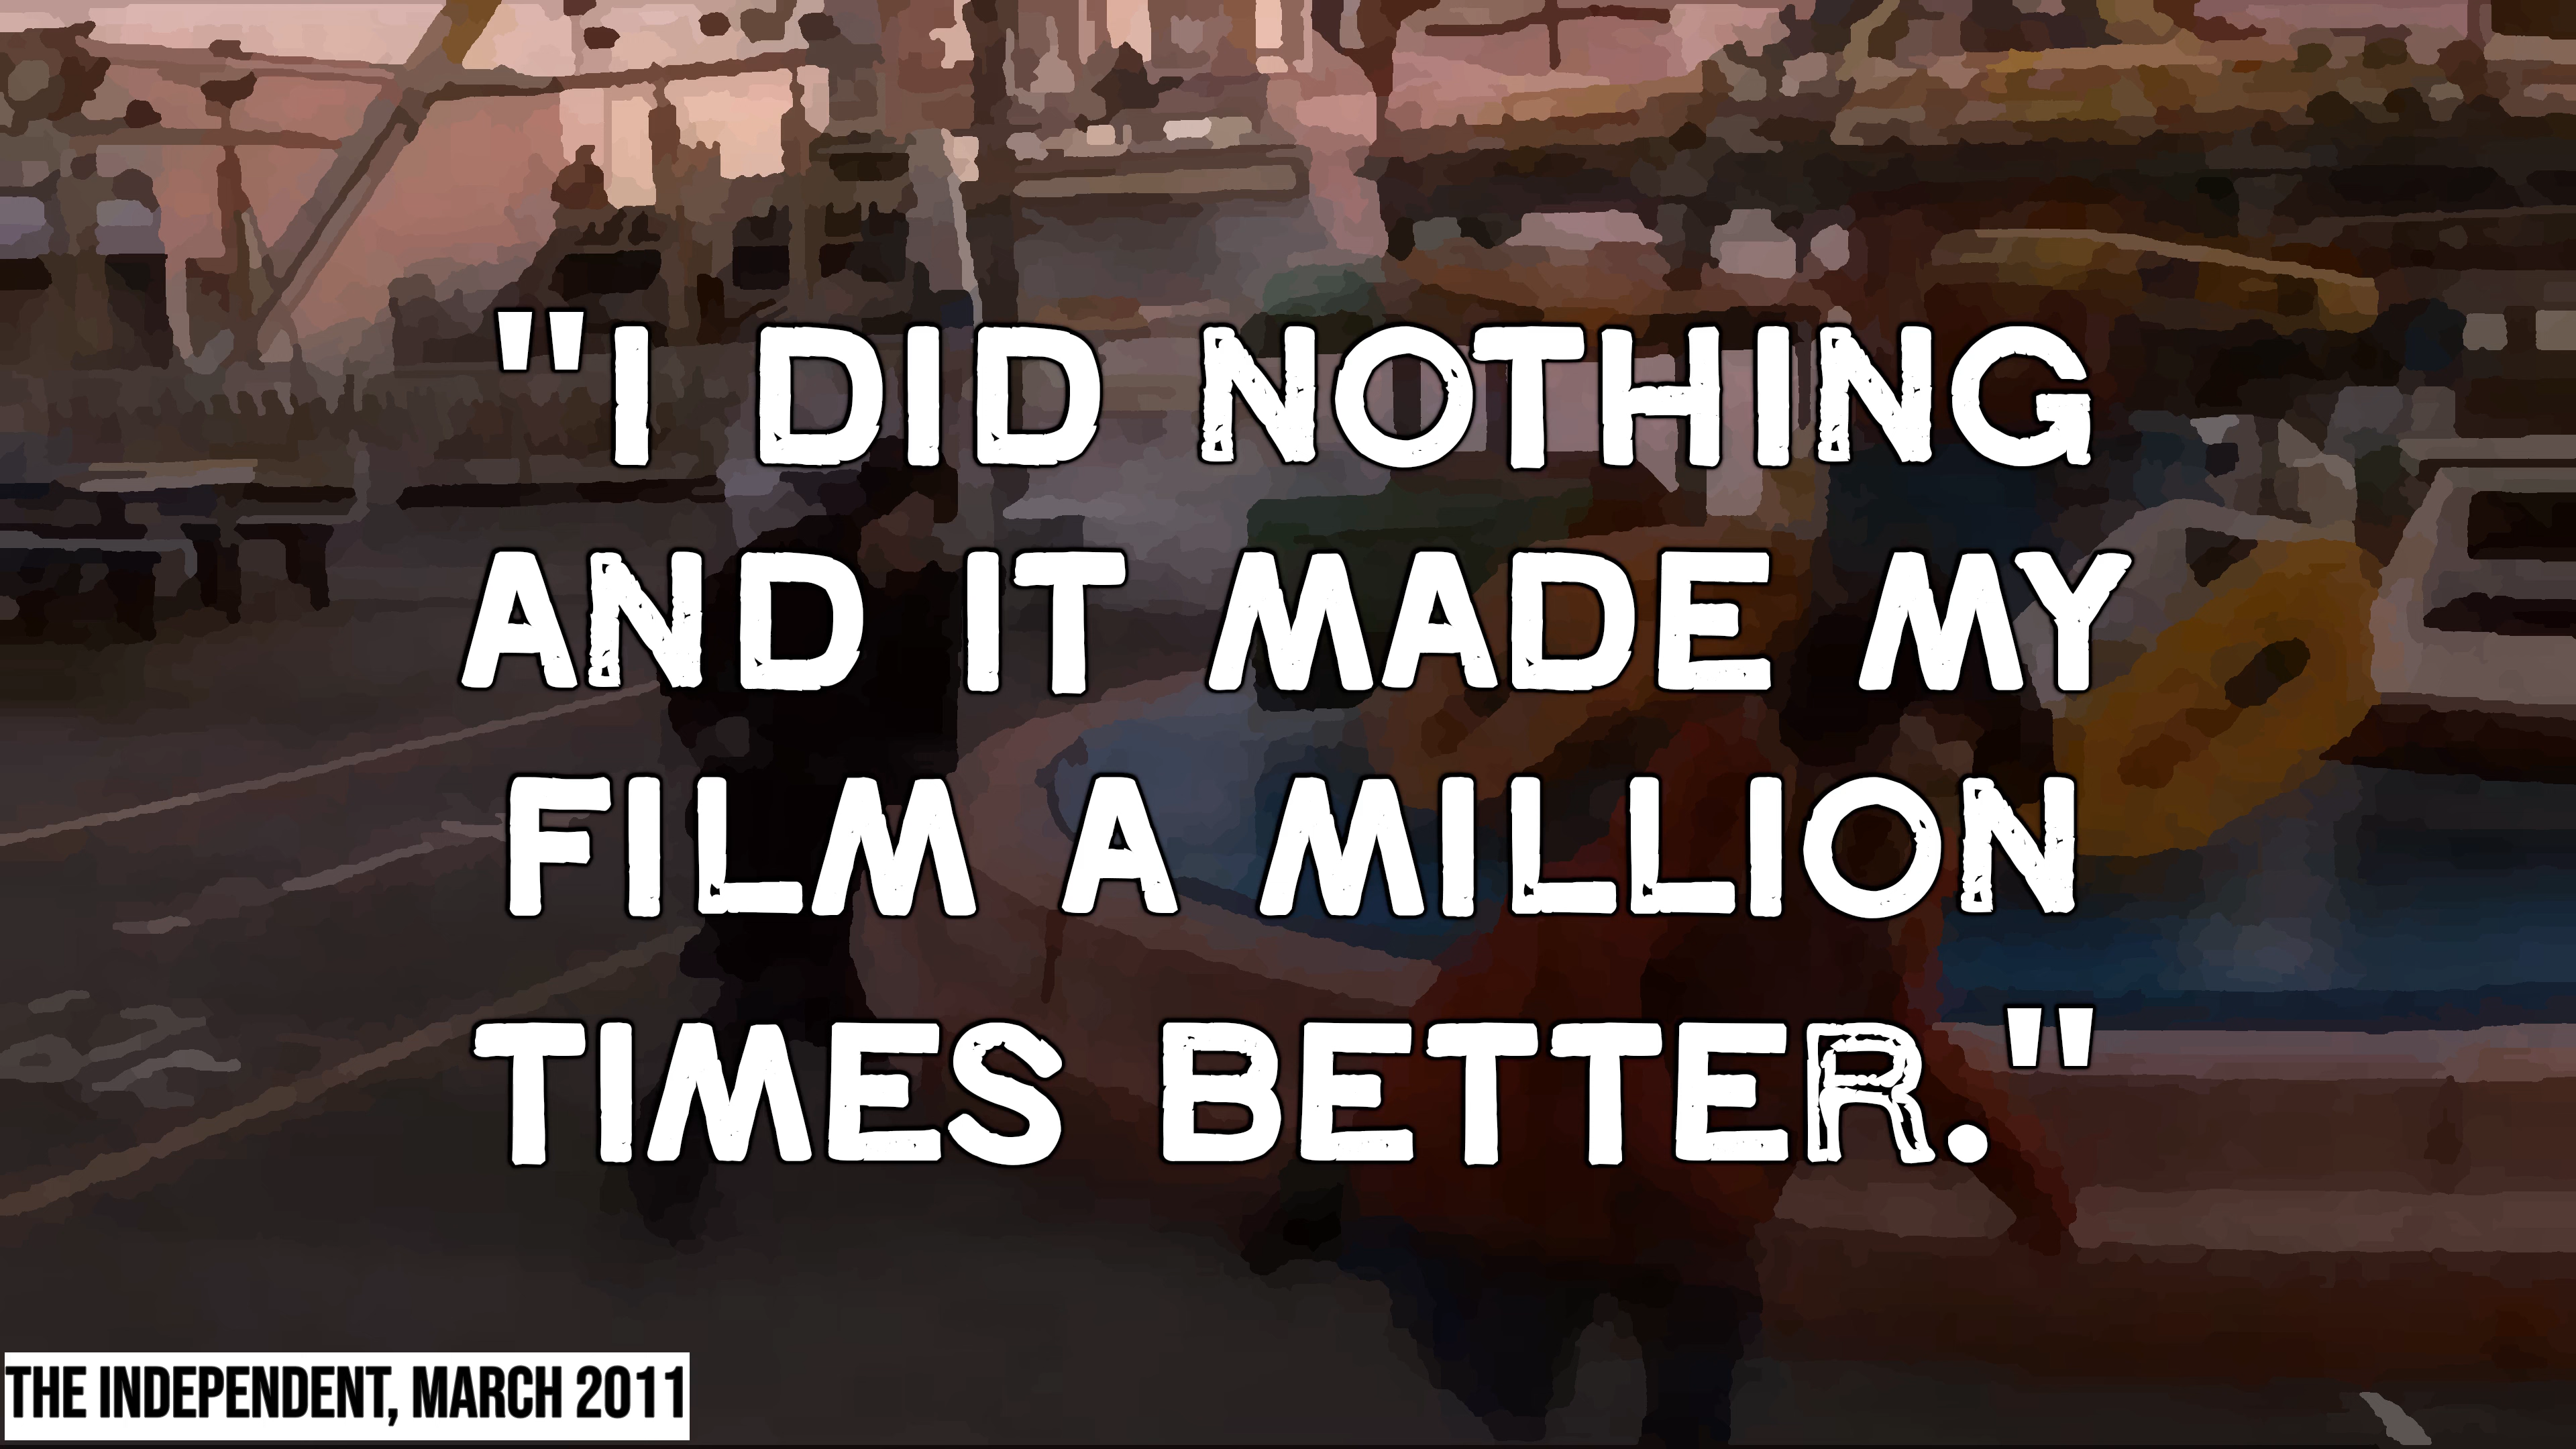 "I DID NOTHING
AND IT MADE MY
FILM A MILLION
TIMES BETTER."
THE INDEPENDENT, MARCH 2011